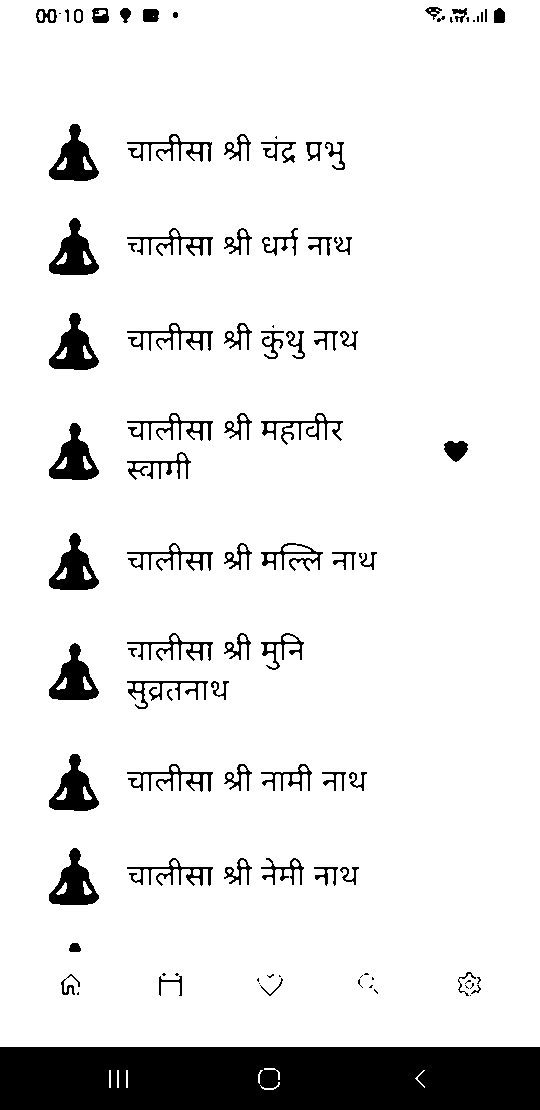 00:10
चालीसा श्री चंद्र प्रभु
चालीसा श्री धर्म नाथ
चालीसा श्री कुंथु नाथ
चालीसा श्री महावीर
स्वामी
चालीसा श्री मल्लि नाथ
चालीसा श्री मुनि
सुव्रतनाथ
चालीसा श्री नामी नाथ
चालीसा श्री नेमी नाथ